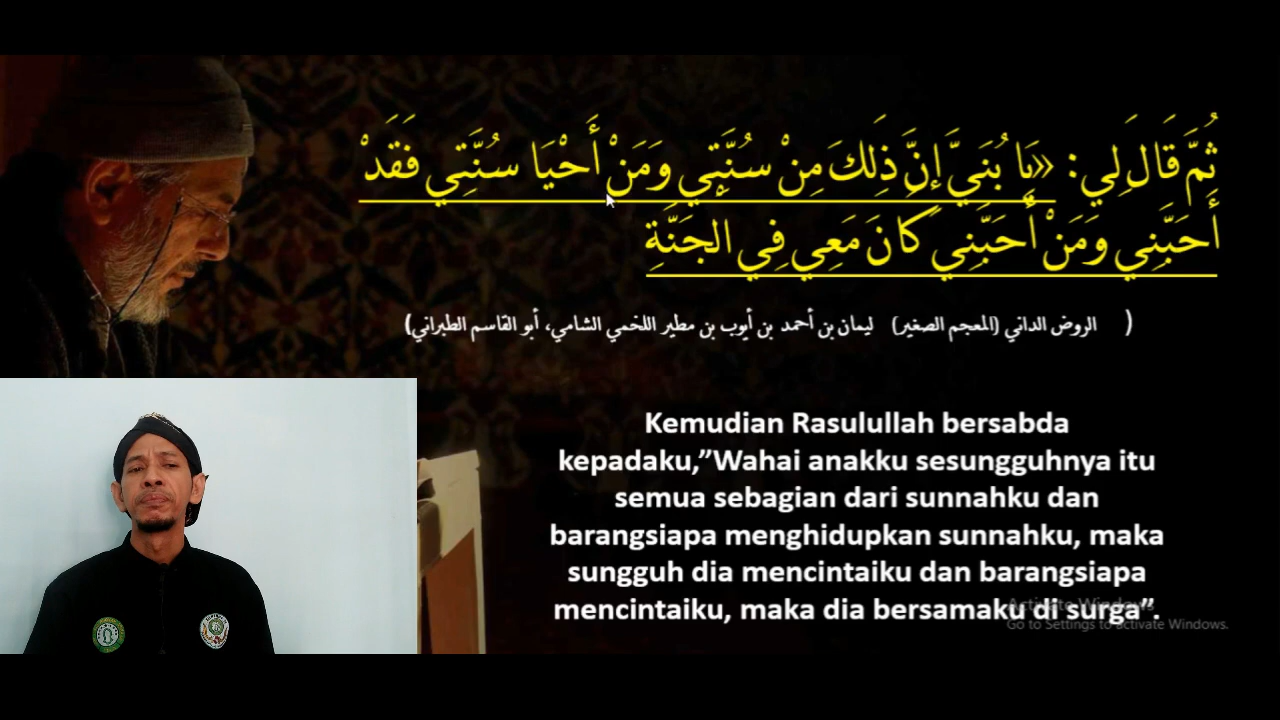 ثُمَّ قَالَ لِي: «يَا بُنَيَّ إِنَّ ذَلِكَ مِنْ سُنَّتِي وَمَنْ أَحْيَا سُنَّتِي فَقَدْ
أَحَبَّنِي وَمَنْ أَحَبَّنِي كَانَ مَعِي فِي الجَنَّةِ
( الروض الداني (المعجم الصغير) ليمان بن أحمد بن أيوب بن مطير اللخمي الشامي، أبو القاسم الطبراني)
Kemudian Rasulullah bersabda
kepadaku,”Wahai anakku sesungguhnya itu
semua sebagian dari sunnahku dan
barangsiapa menghidupkan sunnahku, maka
sungguh dia mencintaiku dan barangsiapa
mencintaiku, maka dia bersamaku di surga”.
Activate Windows
Go to Settings to activate Windows.